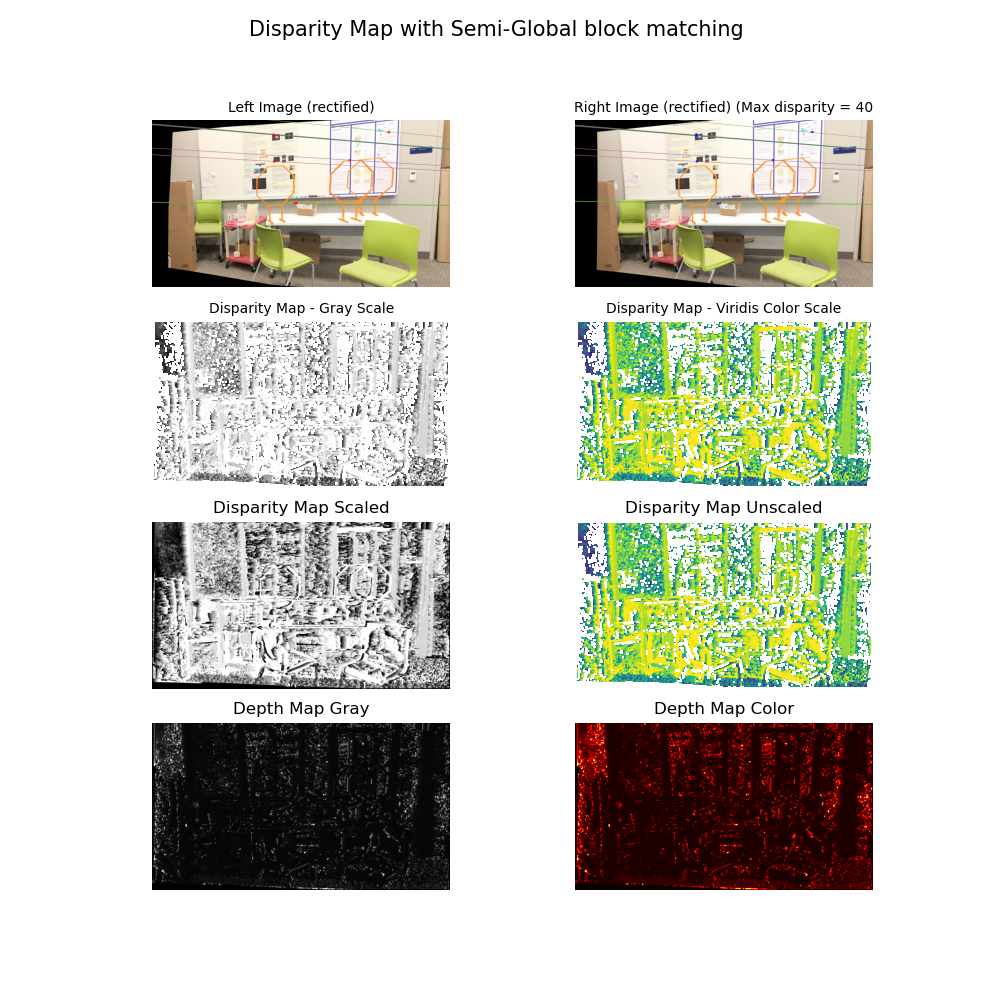 Disparity Map with Semi-Global block matching
Left Image (rectified)
Right Image (rectified) (Max disparity = 40
Disparity Map - Gray Scale
Disparity Map - Viridis Color Scale
Disparity Map Scaled
Disparity Map Unscaled
Depth Map Gray
Depth Map Color